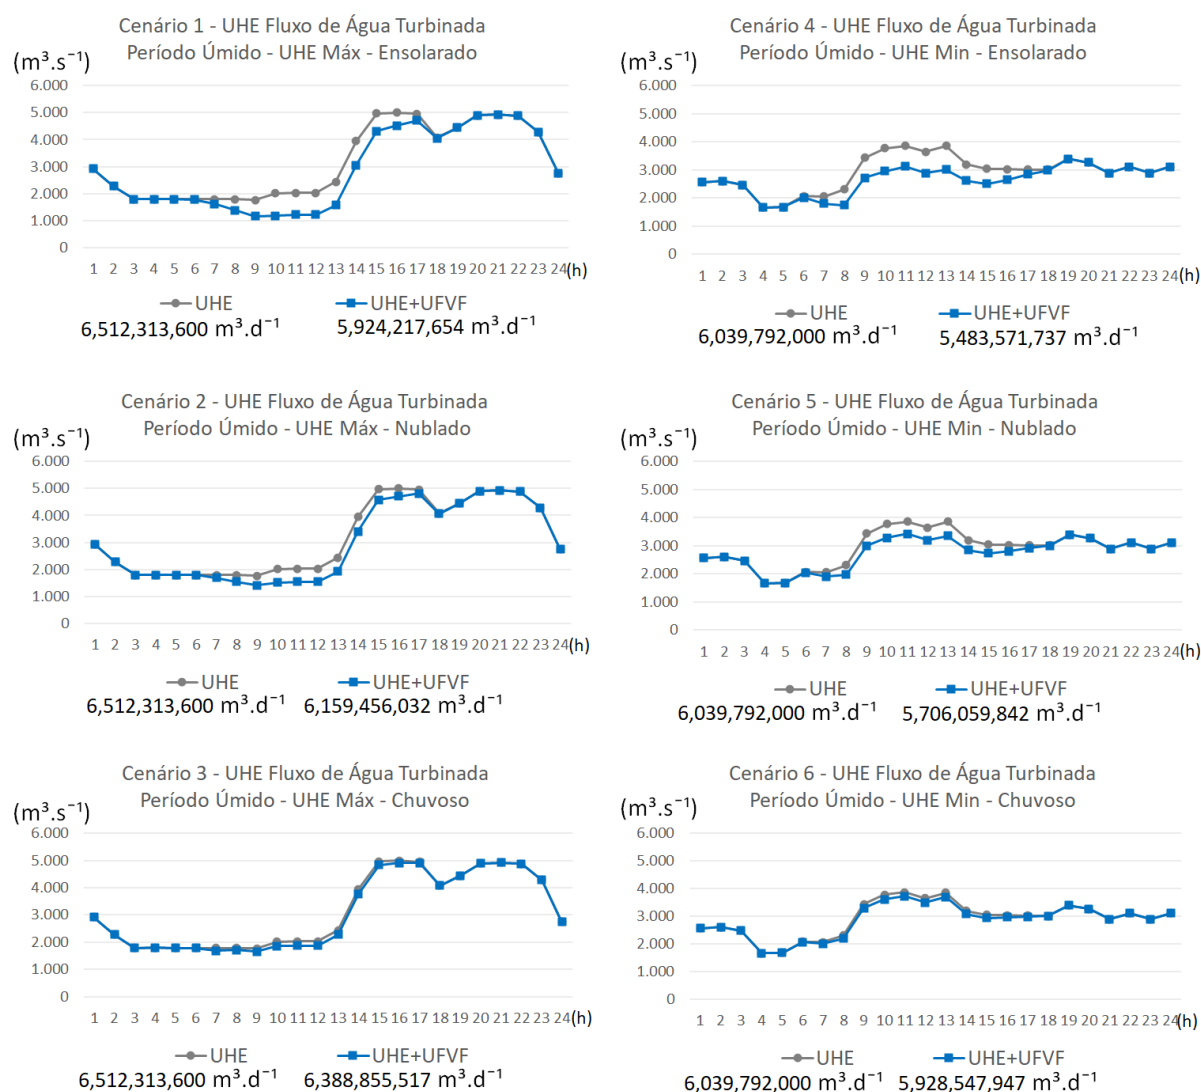 Cenário 1 - UHE Fluxo de Água Turbinada
Período Úmido - UHE Máx - Ensolarado
(m³.s⁻¹)
6.000
5.000
4.000
3.000
2.000
1.000
0
1 2 3 4 5 6 7 8 9 10 11 12 13 14 15 16 17 18 19 20 21 22 23 24 (h)
UHE UHE+UFVF
6,512,313,600 m³.d⁻¹ 5,924,217,654 m³.d⁻¹
Cenário 4 - UHE Fluxo de Água Turbinada
Período Úmido - UHE Min - Ensolarado
(m³.s⁻¹)
6.000
5.000
4.000
3.000
2.000
1.000
0
1 2 3 4 5 6 7 8 9 10 11 12 13 14 15 16 17 18 19 20 21 22 23 24 (h)
UHE UHE+UFVF
6,039,792,000 m³.d⁻¹ 5,483,571,737 m³.d⁻¹
Cenário 2 - UHE Fluxo de Água Turbinada
Período Úmido - UHE Máx - Nublado
(m³.s⁻¹)
6.000
5.000
4.000
3.000
2.000
1.000
0
1 2 3 4 5 6 7 8 9 10 11 12 13 14 15 16 17 18 19 20 21 22 23 24 (h)
UHE UHE+UFVF
6,512,313,600 m³.d⁻¹ 6,159,456,032 m³.d⁻¹
Cenário 5 - UHE Fluxo de Água Turbinada
Período Úmido - UHE Min - Nublado
(m³.s⁻¹)
6.000
5.000
4.000
3.000
2.000
1.000
0
1 2 3 4 5 6 7 8 9 10 11 12 13 14 15 16 17 18 19 20 21 22 23 24 (h)
UHE UHE+UFVF
6,039,792,000 m³.d⁻¹ 5,706,059,842 m³.d⁻¹
Cenário 3 - UHE Fluxo de Água Turbinada
Período Úmido - UHE Máx - Chuvoso
(m³.s⁻¹)
6.000
5.000
4.000
3.000
2.000
1.000
0
1 2 3 4 5 6 7 8 9 10 11 12 13 14 15 16 17 18 19 20 21 22 23 24 (h)
UHE UHE+UFVF
6,512,313,600 m³.d⁻¹ 6,388,855,517 m³.d⁻¹
Cenário 6 - UHE Fluxo de Água Turbinada
Período Úmido - UHE Min - Chuvoso
(m³.s⁻¹)
6.000
5.000
4.000
3.000
2.000
1.000
0
1 2 3 4 5 6 7 8 9 10 11 12 13 14 15 16 17 18 19 20 21 22 23 24 (h)
UHE UHE+UFVF
6,039,792,000 m³.d⁻¹ 5,928,547,947 m³.d⁻¹